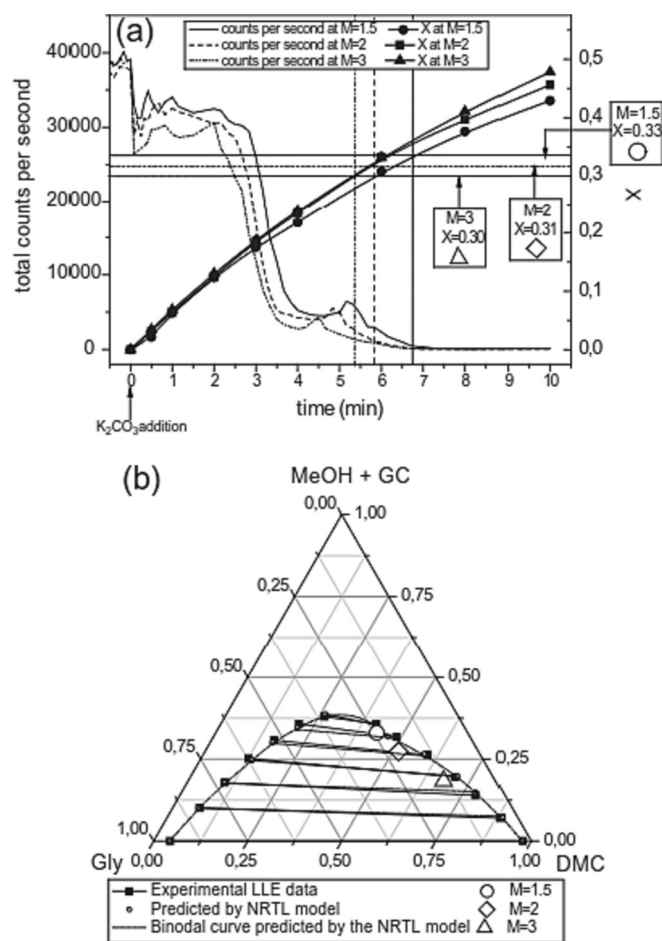 (a)
counts per second at M=1.5
counts per second at M=2
counts per second at M=3
X at M=1.5
X at M=2
X at M=3
total counts per second
40000
30000
20000
10000
0
0,5
0,4
0,3
0,2
0,1
0,0
X
M=1.5
X=0.33
M=3
X=0.30
M=2
X=0.31
0 1 2 3 4 5 6 7 8 9 10
time (min)
K2CO3addition
(b)
MeOH + GC
0,00
1,00
0,25
0,75
0,50
0,50
0,75
0,25
1,00
0,00
Gly
0,00 0,25 0,50 0,75 1,00
DMC
Experimental LLE data
Predicted by NRTL model
Binodal curve predicted by the NRTL model
M=1.5
M=2
M=3